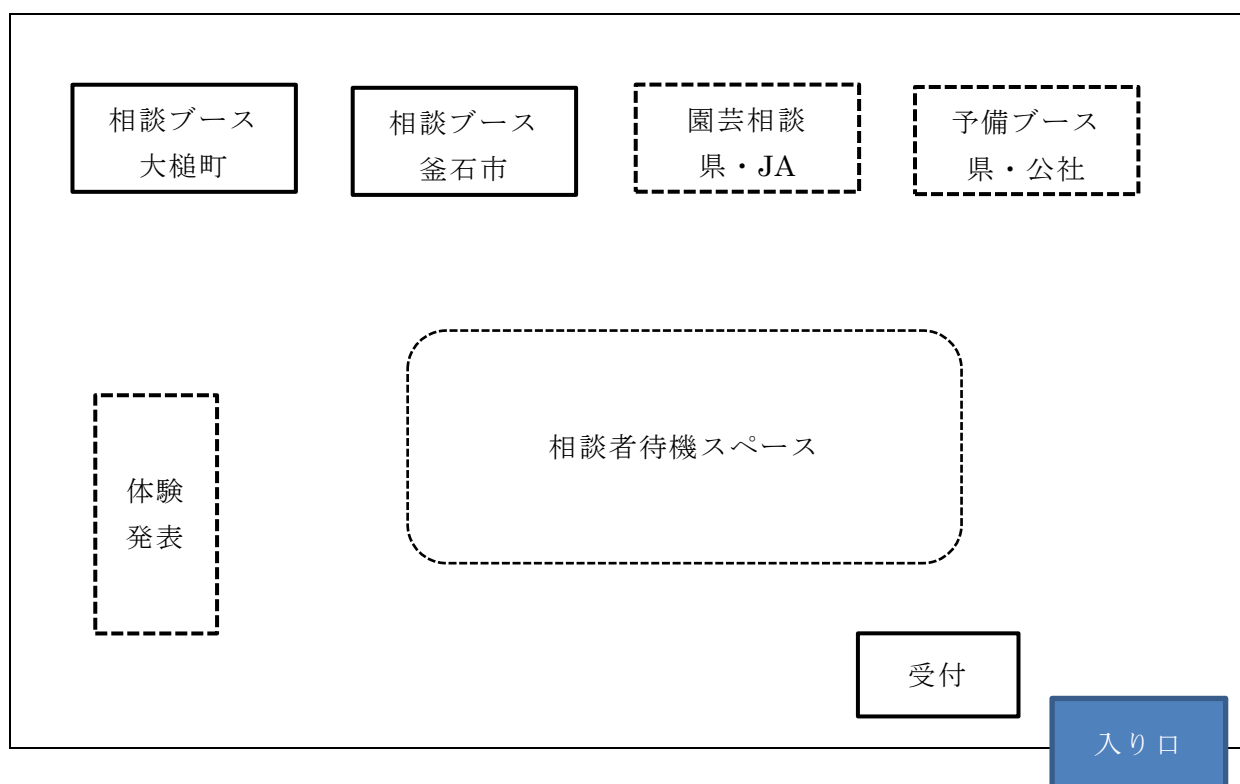 相談ブース
大槌町
相談ブース
釜石市
園芸相談
県・JA
予備ブース
県・公社
相談者待機スペース
体験
発表
受付
入り口